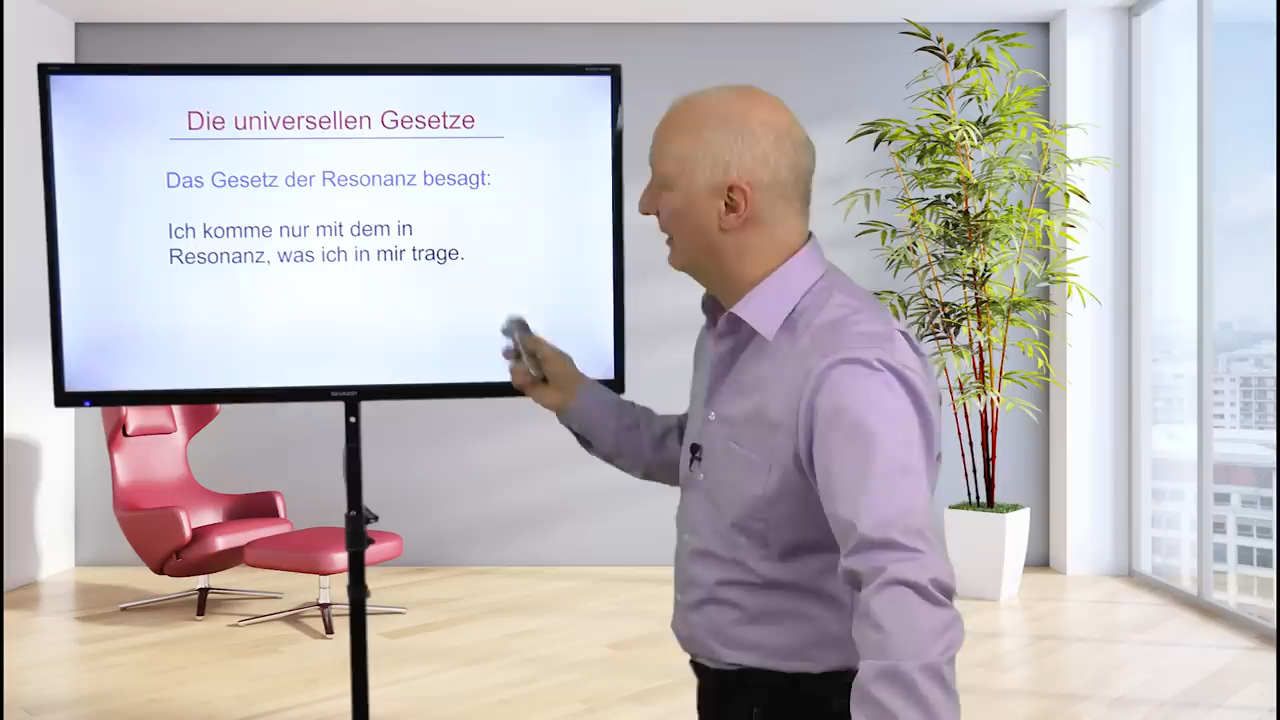 Die universellen Gesetze
Das Gesetz der Resonanz besagt:
Ich komme nur mit dem in
Resonanz, was ich in mir trage.
SHARP